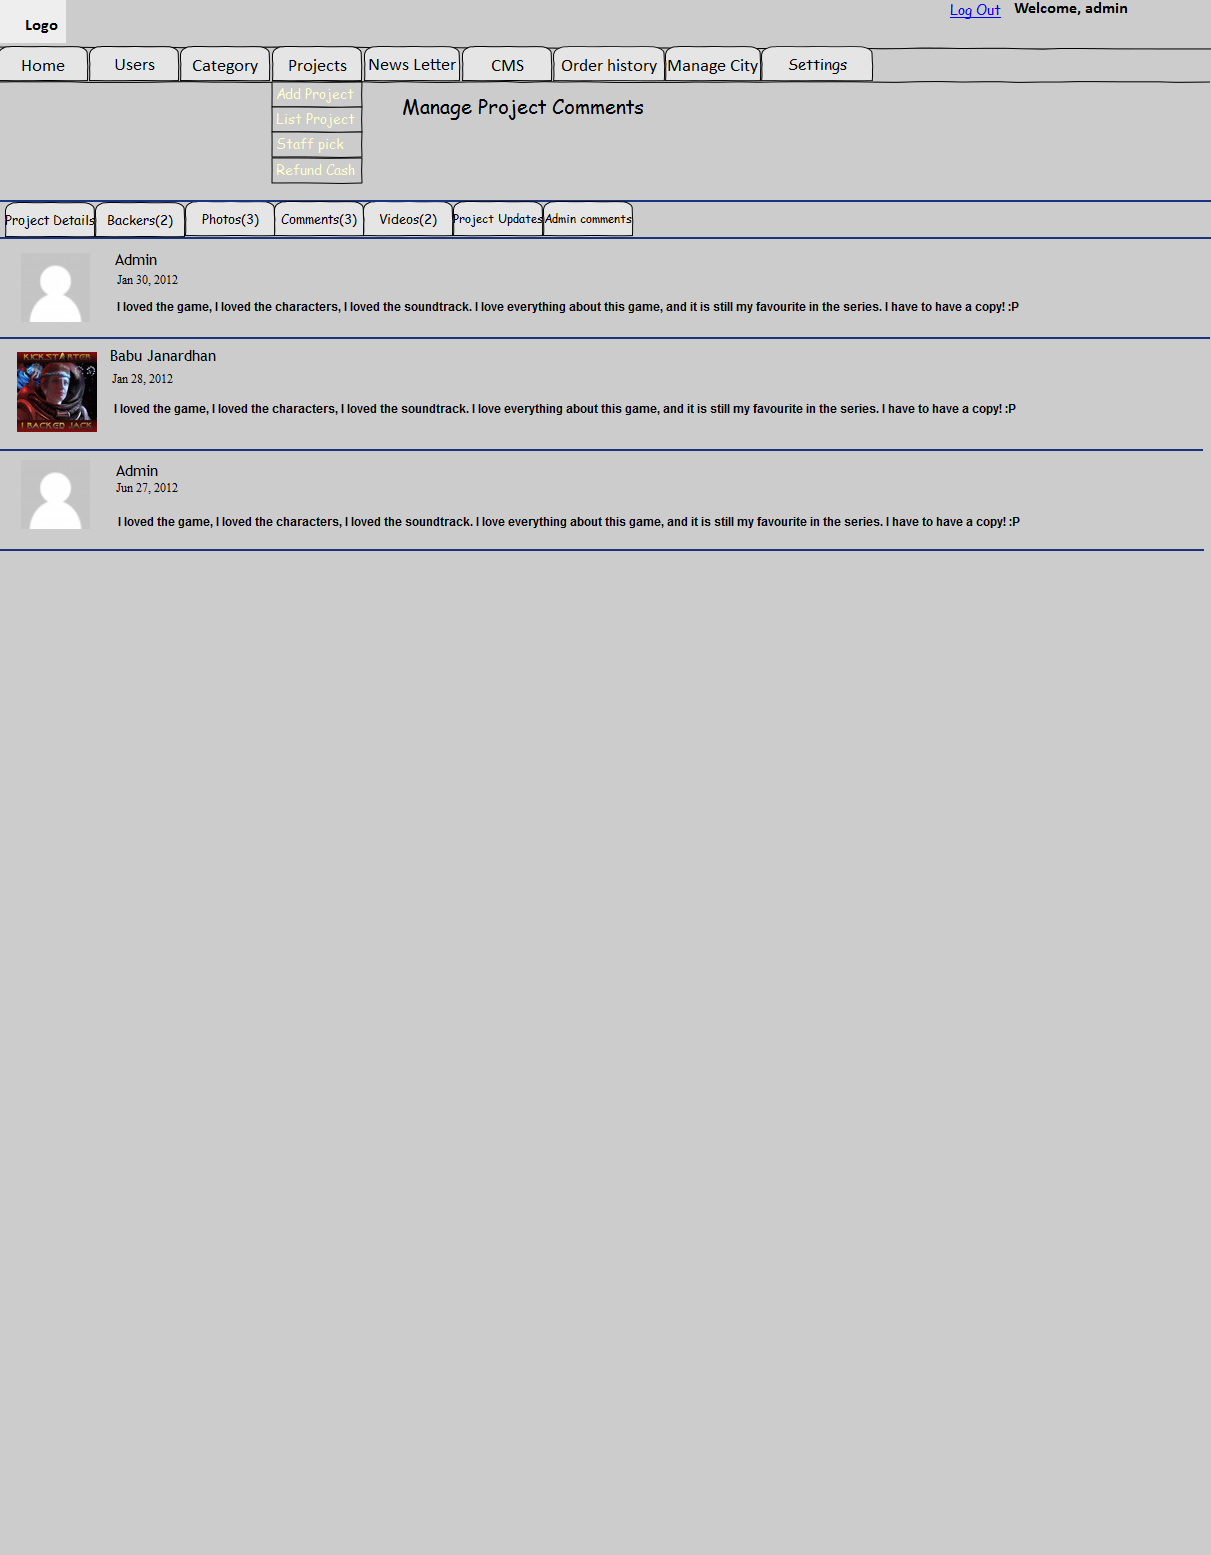 Logo
Log Out Welcome, admin
Home Users Category Projects News Letter CMS Order history Manage City Settings
Add Project
List Project
Staff pick
Refund Cash
Manage Project Comments
Project Details Backers(2) Photos(3) Comments(3) Videos(2) Project Updates Admin comments
Admin
Jan 30, 2012
I loved the game, I loved the characters, I loved the soundtrack. I love everything about this game, and it is still my favourite in the series. I have to have a copy! :P
KICKSTARTER
I BACKED JACK
Babu Janardhan
Jan 28, 2012
I loved the game, I loved the characters, I loved the soundtrack. I love everything about this game, and it is still my favourite in the series. I have to have a copy! :P
Admin
Jun 27, 2012
I loved the game, I loved the characters, I loved the soundtrack. I love everything about this game, and it is still my favourite in the series. I have to have a copy! :P